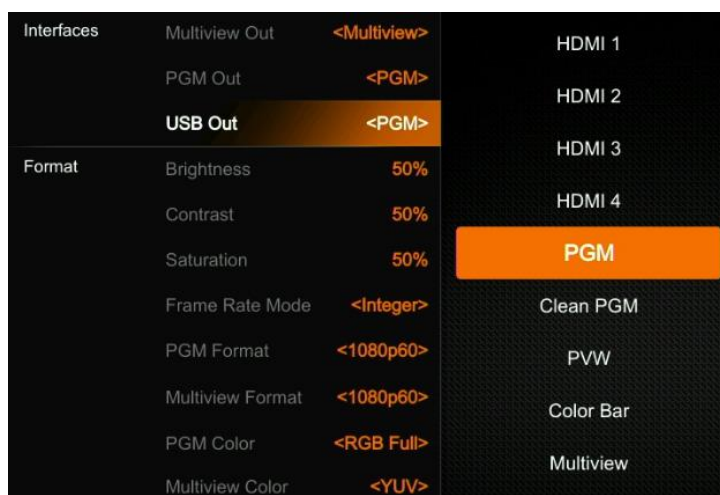 Interfaces
Multiview Out <Multiview>
PGM Out <PGM>
USB Out <PGM>
Format
Brightness 50%
Contrast 50%
Saturation 50%
Frame Rate Mode <Integer>
PGM Format <1080p60>
Multiview Format <1080p60>
PGM Color <RGB Full>
Multiview Color <YUV>
HDMI 1
HDMI 2
HDMI 3
HDMI 4
PGM
Clean PGM
PVW
Color Bar
Multiview